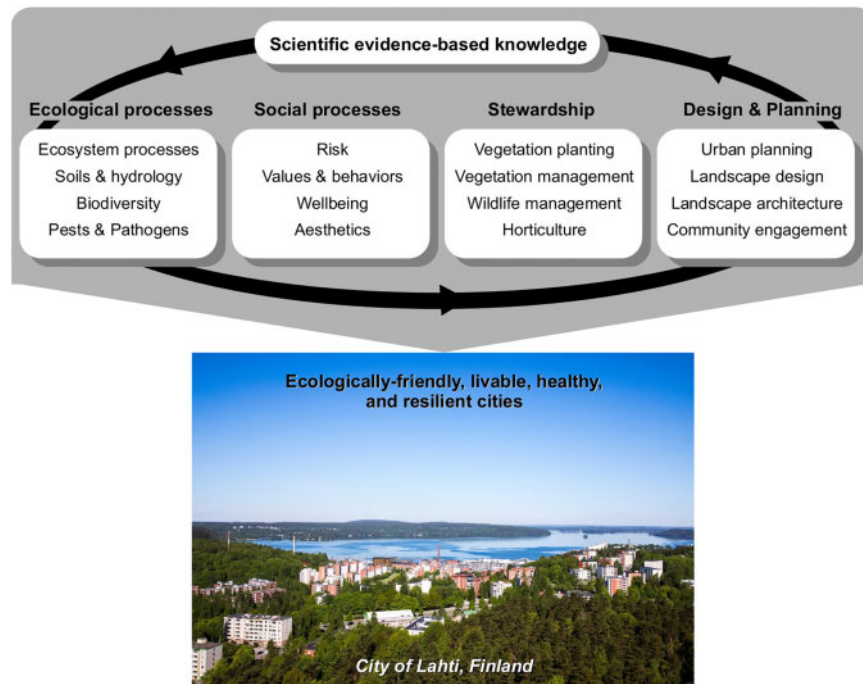 Scientific evidence-based knowledge
Ecological processes
Ecosystem processes
Soils & hydrology
Biodiversity
Pests & Pathogens
Social processes
Risk
Values & behaviors
Wellbeing
Aesthetics
Stewardship
Vegetation planting
Vegetation management
Wildlife management
Horticulture
Design & Planning
Urban planning
Landscape design
Landscape architecture
Community engagement
Ecologically-friendly, livable, healthy,
and resilient cities
City of Lahti, Finland